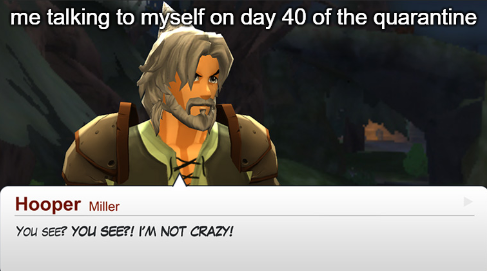 me talking to myself on day 40 of the quarantine
Hooper Miller
You see? YOU SEE?! I'M NOT CRAZY!